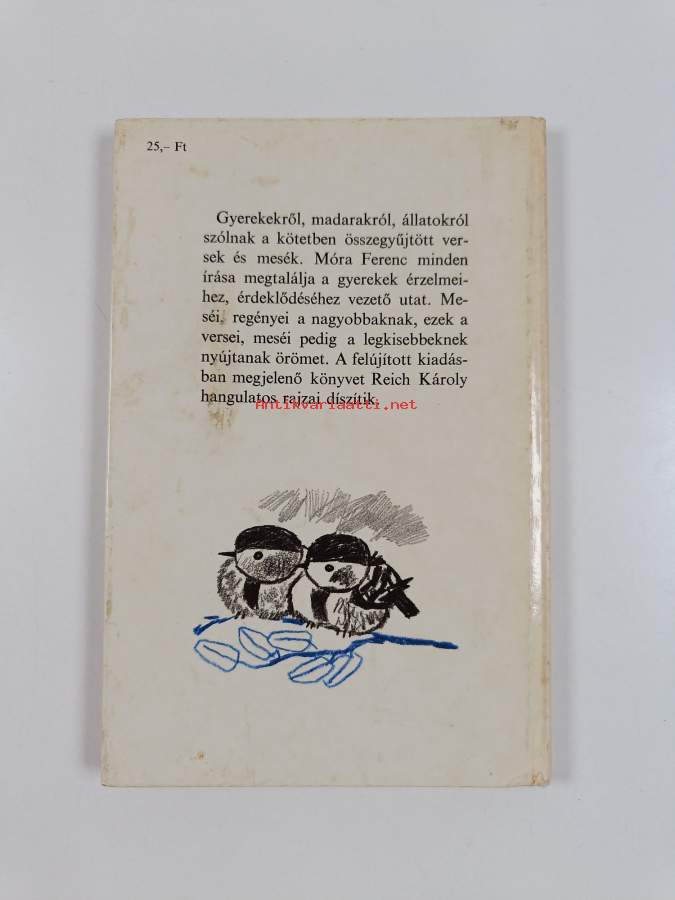 25,– Ft
Gyerekekről, madarakról, állatokról
szólnak a kötetben összegyűjtött ver-
sek és mesék. Móra Ferenc minden
írása megtalálja a gyerekek érzelmei-
hez, érdeklődéséhez vezető utat. Me-
séi, regényei a nagyobbaknak, ezek a
versei, meséi pedig a legkisebbeknek
nyújtanak örömet. A felújított kiadás-
ban megjelenő könyvet Reich Károly
hangulatos rajzai díszítik.
Antikvariaatti.net